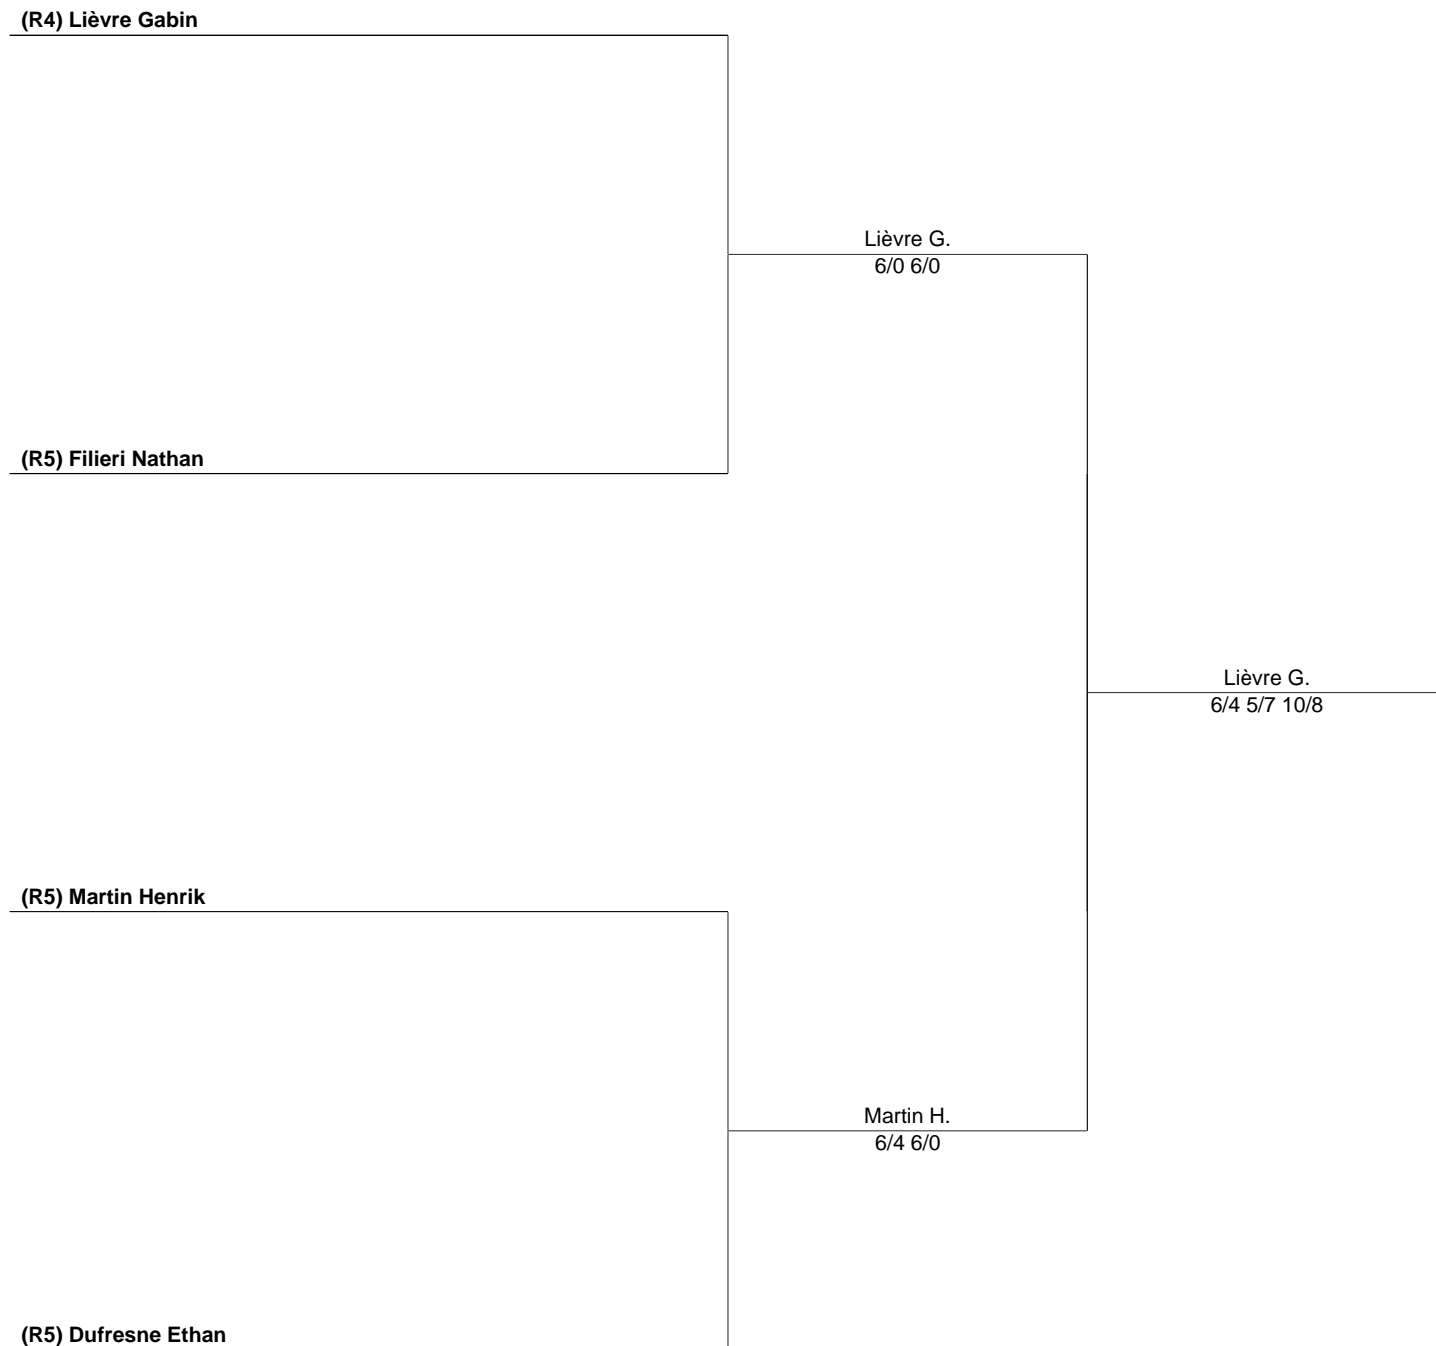 (R4) Lièvre Gabin
Lièvre G.
6/0 6/0
(R5) Filieri Nathan
Lièvre G.
6/4 5/7 10/8
(R5) Martin Henrik
Martin H.
6/4 6/0
(R5) Dufresne Ethan